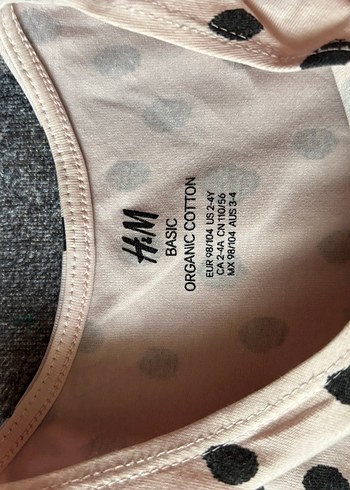 H&M
BASIC
ORGANIC COTTON
EUR 98/104 US 2-4Y
CA 2-4A CN 110/56
MX 98/104 AUS 3-4